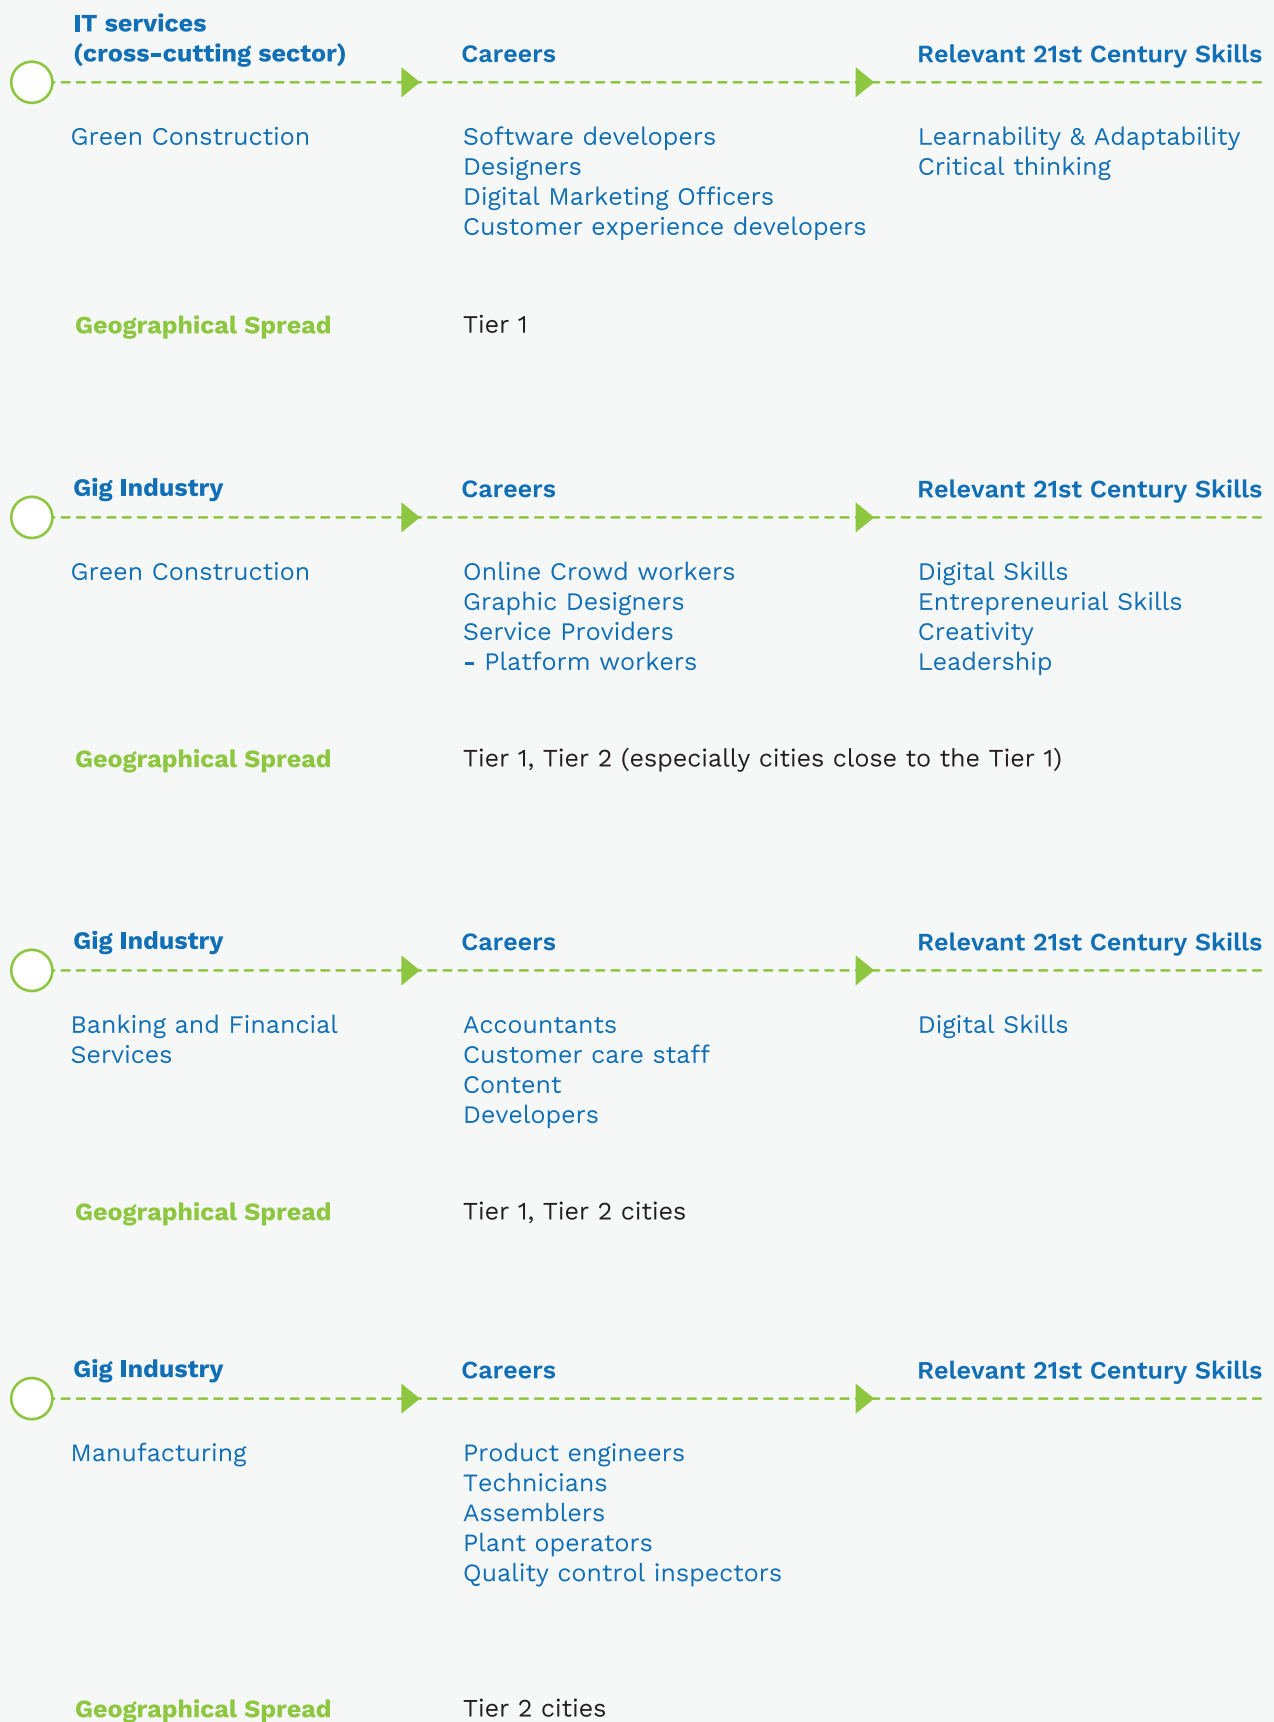 IT services
(cross-cutting sector)
Careers
Relevant 21st Century Skills
Green Construction
Software developers
Designers
Digital Marketing Officers
Customer experience developers
Learnability & Adaptability
Critical thinking
Geographical Spread
Tier 1
Gig Industry
Careers
Relevant 21st Century Skills
Green Construction
Online Crowd workers
Graphic Designers
Service Providers
- Platform workers
Digital Skills
Entrepreneurial Skills
Creativity
Leadership
Geographical Spread
Tier 1, Tier 2 (especially cities close to the Tier 1)
Gig Industry
Careers
Relevant 21st Century Skills
Banking and Financial
Services
Accountants
Customer care staff
Content
Developers
Digital Skills
Geographical Spread
Tier 1, Tier 2 cities
Gig Industry
Careers
Relevant 21st Century Skills
Manufacturing
Product engineers
Technicians
Assemblers
Plant operators
Quality control inspectors
Geographical Spread
Tier 2 cities